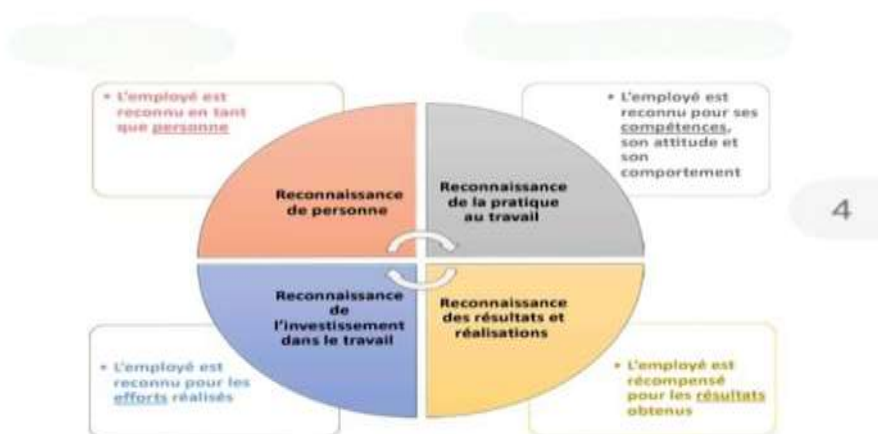 • L'employé est
reconnu en tant
que personne
• L'employé est
reconnu pour ses
compétences,
son attitude et
son
comportement
Reconnaissance
de personne
Reconnaissance
de la pratique
au travail
4
Reconnaissance
de
l'investissement
dans le travail
Reconnaissance
des résultats et
réalisations
• L'employé est
reconnu pour les
efforts réalisés
• L'employé est
récompensé
pour les résultats
obtenus